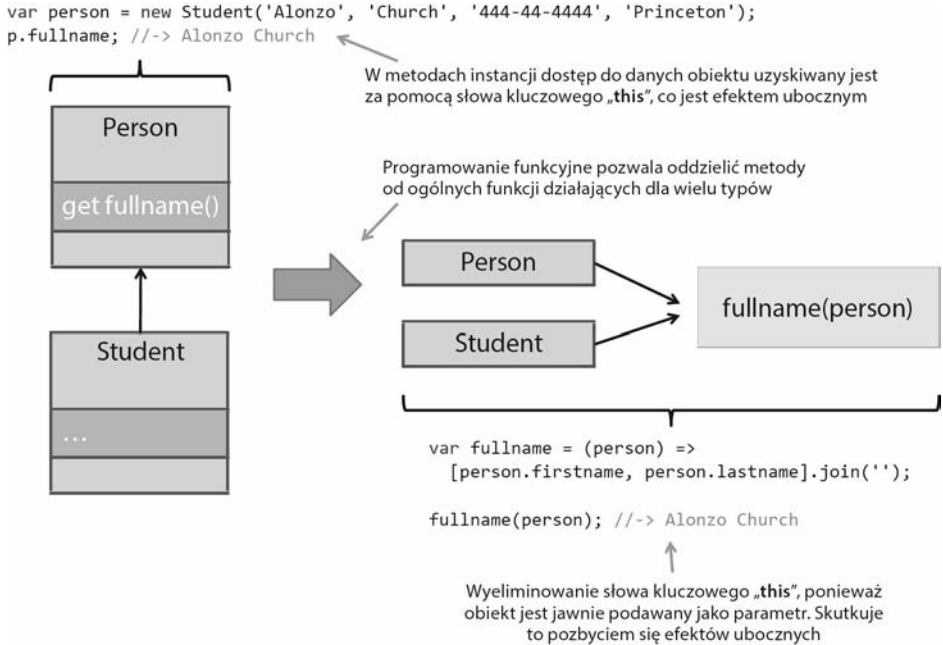 var person = new Student('Alonzo', 'Church', '444-44-4444', 'Princeton');
p.fullname; //-> Alonzo Church
W metodach instancji dostęp do danych obiektu uzyskiwany jest
za pomocą słowa kluczowego „this”, co jest efektem ubocznym
Person
get fullname()
Student
...
Programowanie funkcyjne pozwala oddzielić metody
od ogólnych funkcji działających dla wielu typów
Person
Student
fullname(person)
var fullname = (person) =>
[person.firstname, person.lastname].join('');
fullname(person); //-> Alonzo Church
Wyeliminowanie słowa kluczowego „this”, ponieważ
obiekt jest jawnie podawany jako parametr. Skutkuje
to pozbyciem się efektów ubocznych